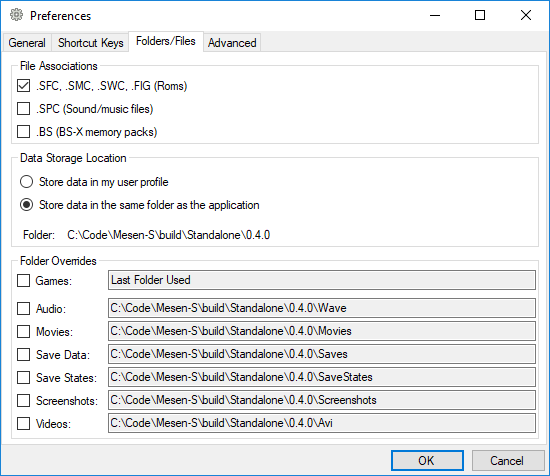 Preferences
General Shortcut Keys Folders/Files Advanced
File Associations
.SFC, .SMC, .SWC, .FIG (Roms)
.SPC (Sound/music files)
.BS (BS-X memory packs)
Data Storage Location
Store data in my user profile
Store data in the same folder as the application
Folder: C:\Code\Mesen-S\build\Standalone\0.4.0
Folder Overrides
Games: Last Folder Used
Audio: C:\Code\Mesen-S\build\Standalone\0.4.0\Wave
Movies: C:\Code\Mesen-S\build\Standalone\0.4.0\Movies
Save Data: C:\Code\Mesen-S\build\Standalone\0.4.0\Saves
Save States: C:\Code\Mesen-S\build\Standalone\0.4.0\SaveStates
Screenshots: C:\Code\Mesen-S\build\Standalone\0.4.0\Screenshots
Videos: C:\Code\Mesen-S\build\Standalone\0.4.0\Avi
OK Cancel